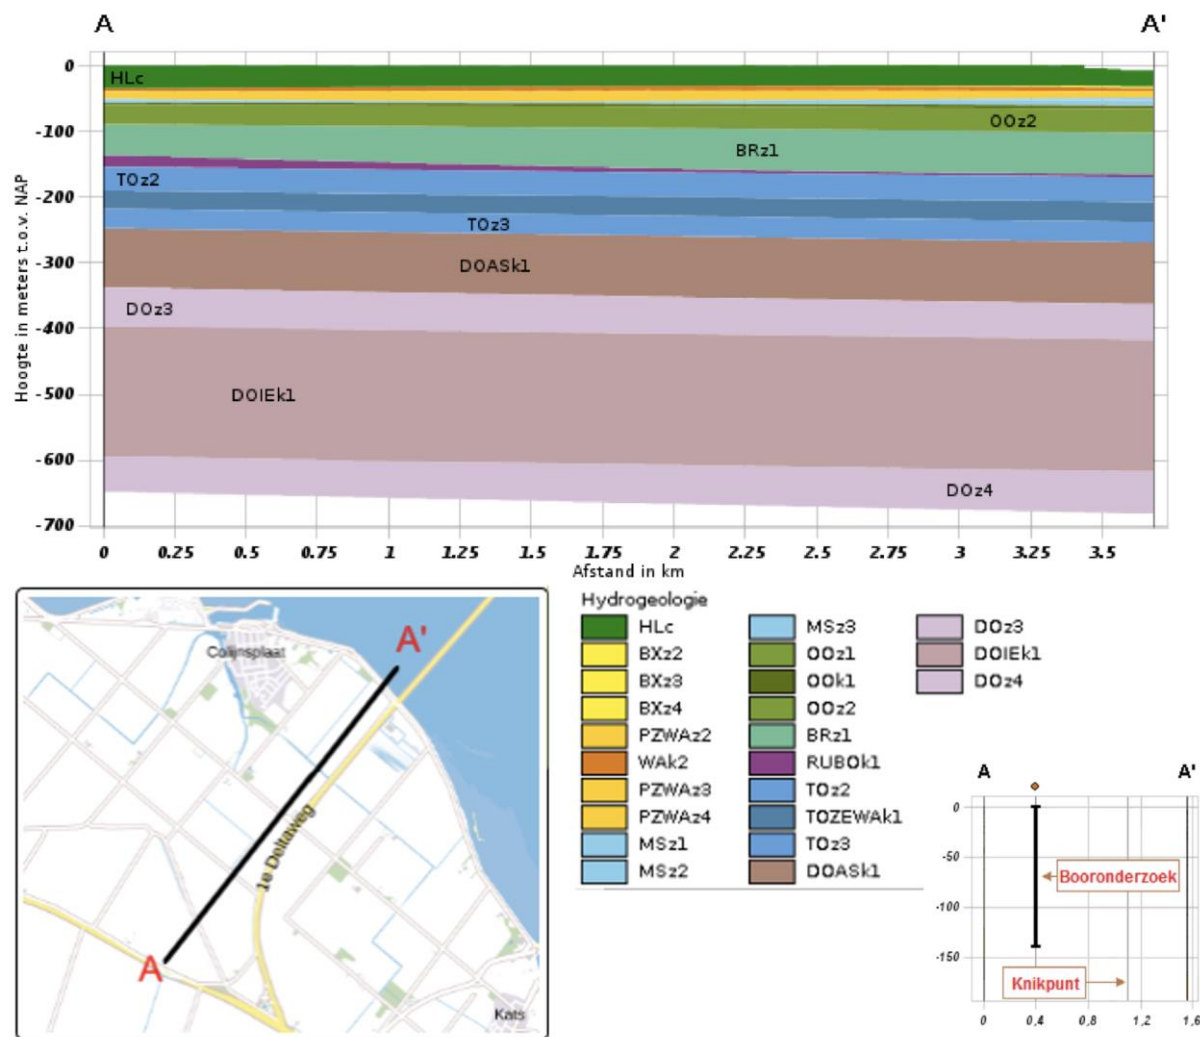 A A'
Hoogte in meters t.o.v. NAP
0
-100
-200
-300
-400
-500
-600
-700
HLc
OOz2
BRz1
TOz2
TOz3
DOASk1
DOz3
DOIEk1
DOz4
0 0.25 0.5 0.75 1 1.25 1.5 1.75 2 2.25 2.5 2.75 3 3.25 3.5
Afstand in km
Colijnsplaat
A'
1e Deltaweg
A
Kats
Hydrogeologie
HLc
BXz2
BXz3
BXz4
PZWAz2
WAk2
PZWAz3
PZWAz4
MSz1
MSz2
MSz3
OOz1
OOk1
OOz2
BRz1
RUBOk1
TOz2
TOZEWAk1
TOz3
DOASk1
DOz3
DOIEk1
DOz4
A A'
0
-50
-100
-150
Booronderzoek
Knikpunt
0 0,4 0,8 1,2 1,6